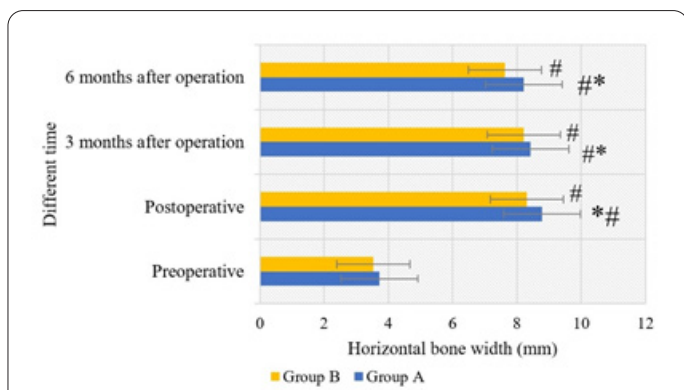 6 months after operation
#
#*
3 months after operation
#
#*
Postoperative
#
*#
Preoperative
Different time
0 2 4 6 8 10 12
Horizontal bone width (mm)
Group B Group A